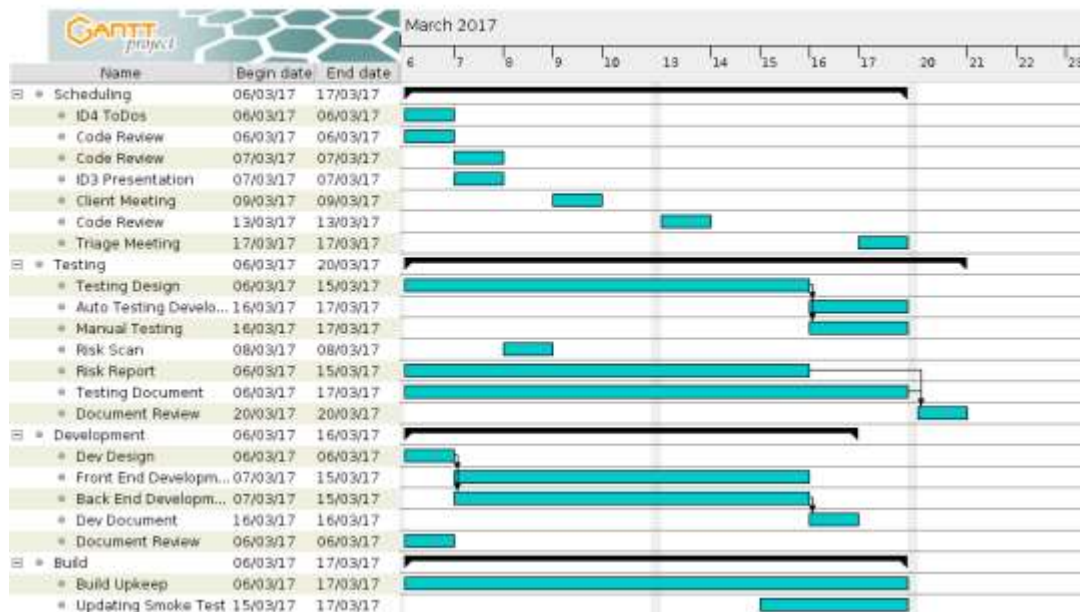 GANTT project
March 2017
6 7 8 9 10 13 14 15 16 17 20 21 22 23
Name Begin date End date
Scheduling 06/03/17 17/03/17
ID4 ToDos 06/03/17 06/03/17
Code Review 06/03/17 06/03/17
Code Review 07/03/17 07/03/17
ID3 Presentation 07/03/17 07/03/17
Client Meeting 09/03/17 09/03/17
Code Review 13/03/17 13/03/17
Triage Meeting 17/03/17 17/03/17
Testing 06/03/17 20/03/17
Testing Design 06/03/17 15/03/17
Auto Testing Develo... 16/03/17 17/03/17
Manual Testing 16/03/17 17/03/17
Risk Scan 08/03/17 08/03/17
Risk Report 06/03/17 15/03/17
Testing Document 06/03/17 17/03/17
Document Review 20/03/17 20/03/17
Development 06/03/17 16/03/17
Dev Design 06/03/17 06/03/17
Front End Developm... 07/03/17 15/03/17
Back End Developm... 07/03/17 15/03/17
Dev Document 16/03/17 16/03/17
Document Review 06/03/17 06/03/17
Build 06/03/17 17/03/17
Build Upkeep 06/03/17 17/03/17
Updating Smoke Test 15/03/17 17/03/17